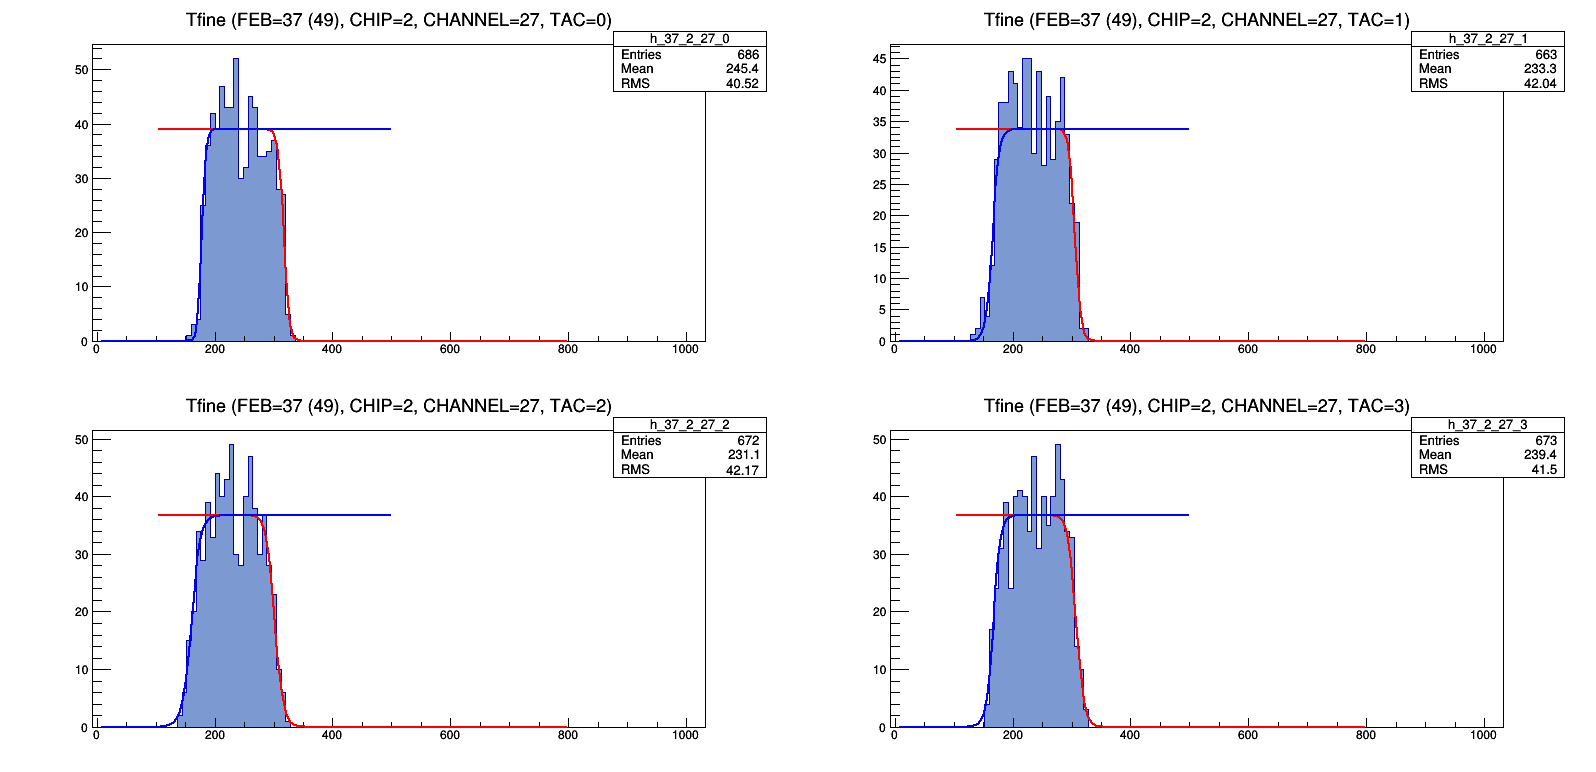 Tfine (FEB=37 (49), CHIP=2, CHANNEL=27, TAC=0)
h_37_2_27_0
Entries 686
Mean 245.4
RMS 40.52
50
40
30
20
10
0
0 200 400 600 800 1000
Tfine (FEB=37 (49), CHIP=2, CHANNEL=27, TAC=1)
h_37_2_27_1
Entries 663
Mean 233.3
RMS 42.04
45
40
35
30
25
20
15
10
5
0
0 200 400 600 800 1000
Tfine (FEB=37 (49), CHIP=2, CHANNEL=27, TAC=2)
h_37_2_27_2
Entries 672
Mean 231.1
RMS 42.17
50
40
30
20
10
0
0 200 400 600 800 1000
Tfine (FEB=37 (49), CHIP=2, CHANNEL=27, TAC=3)
h_37_2_27_3
Entries 673
Mean 239.4
RMS 41.5
50
40
30
20
10
0
0 200 400 600 800 1000